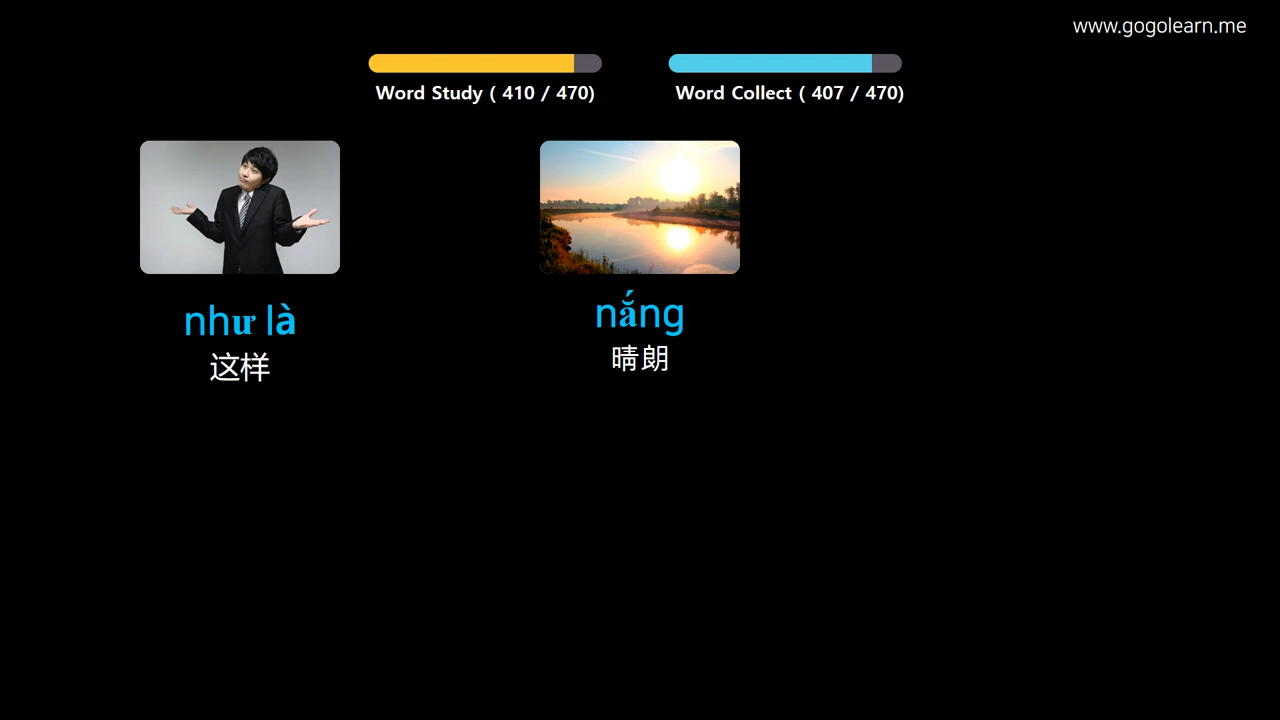 www.gogolearn.me
Word Study ( 410 / 470)
Word Collect ( 407 / 470)
như là
这样
nắng
晴朗